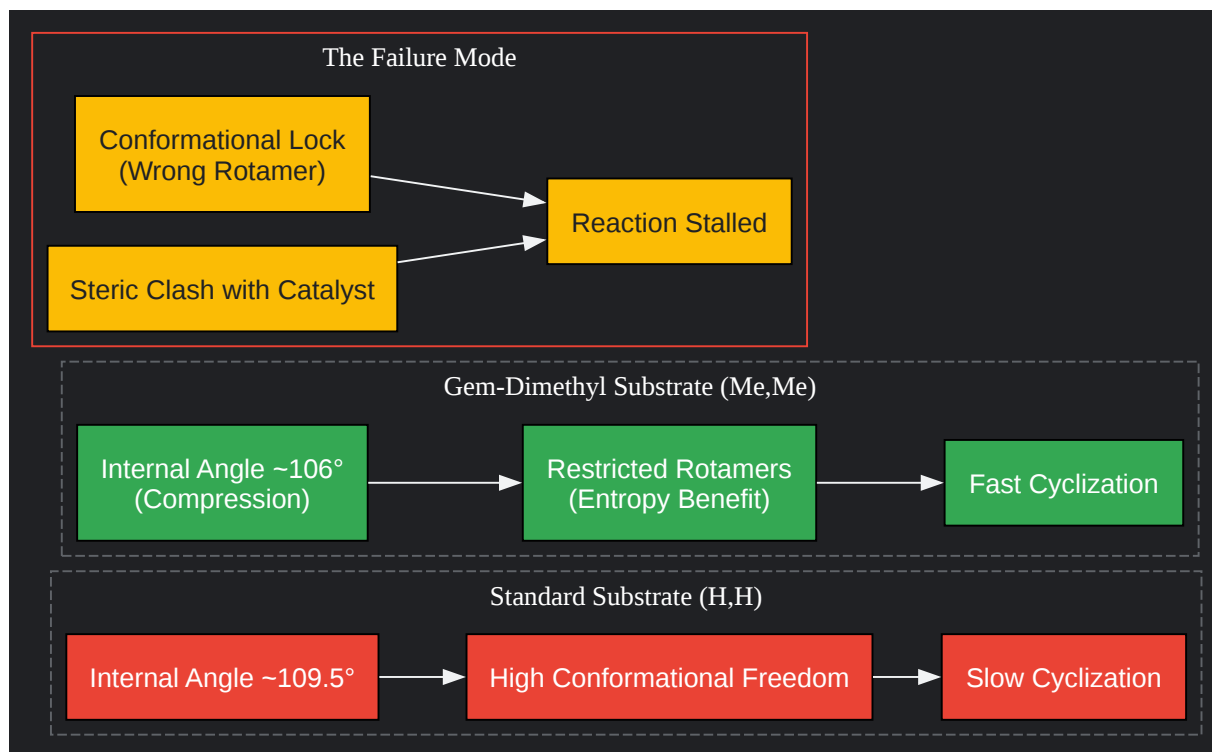 The Failure Mode
Conformational Lock
(Wrong Rotamer)
Reaction Stalled
Steric Clash with Catalyst
Gem-Dimethyl Substrate (Me,Me)
Internal Angle ~106°
(Compression)
Restricted Rotamers
(Entropy Benefit)
Fast Cyclization
Standard Substrate (H,H)
Internal Angle ~109.5°
High Conformational Freedom
Slow Cyclization